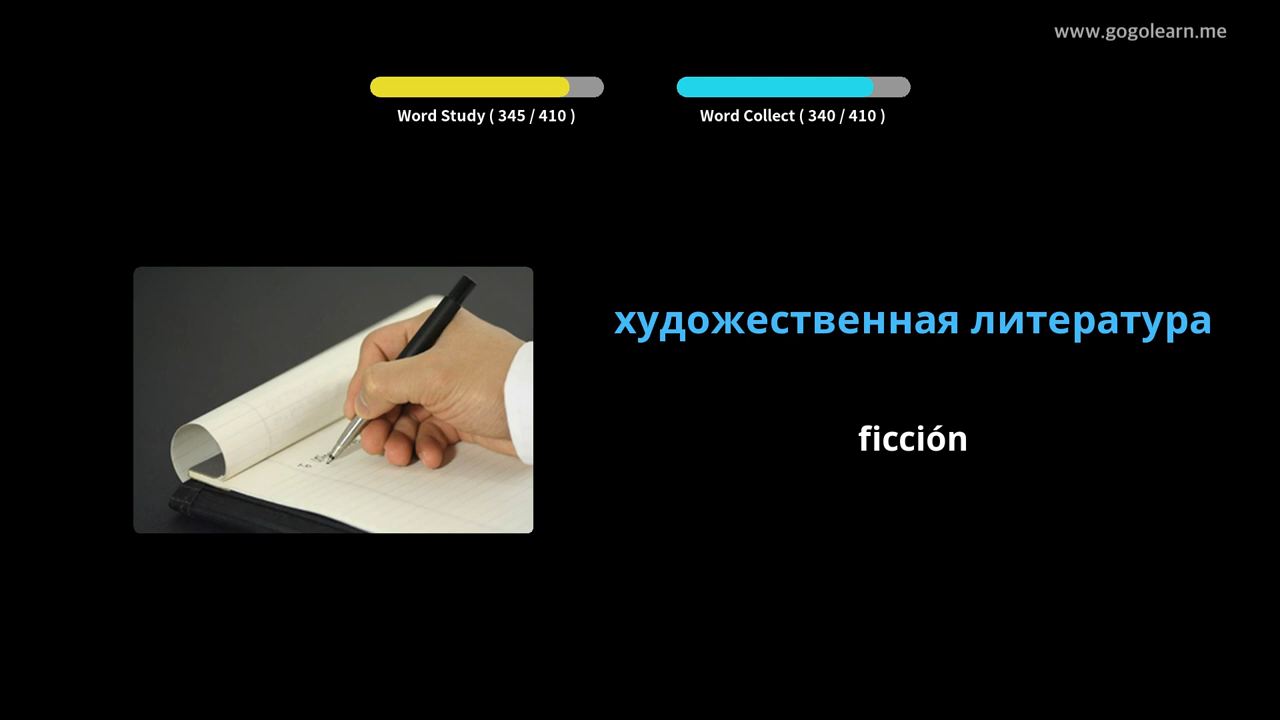 www.gogolearn.me
Word Study ( 345 / 410 )
Word Collect ( 340 / 410 )
художественная литература
ficción